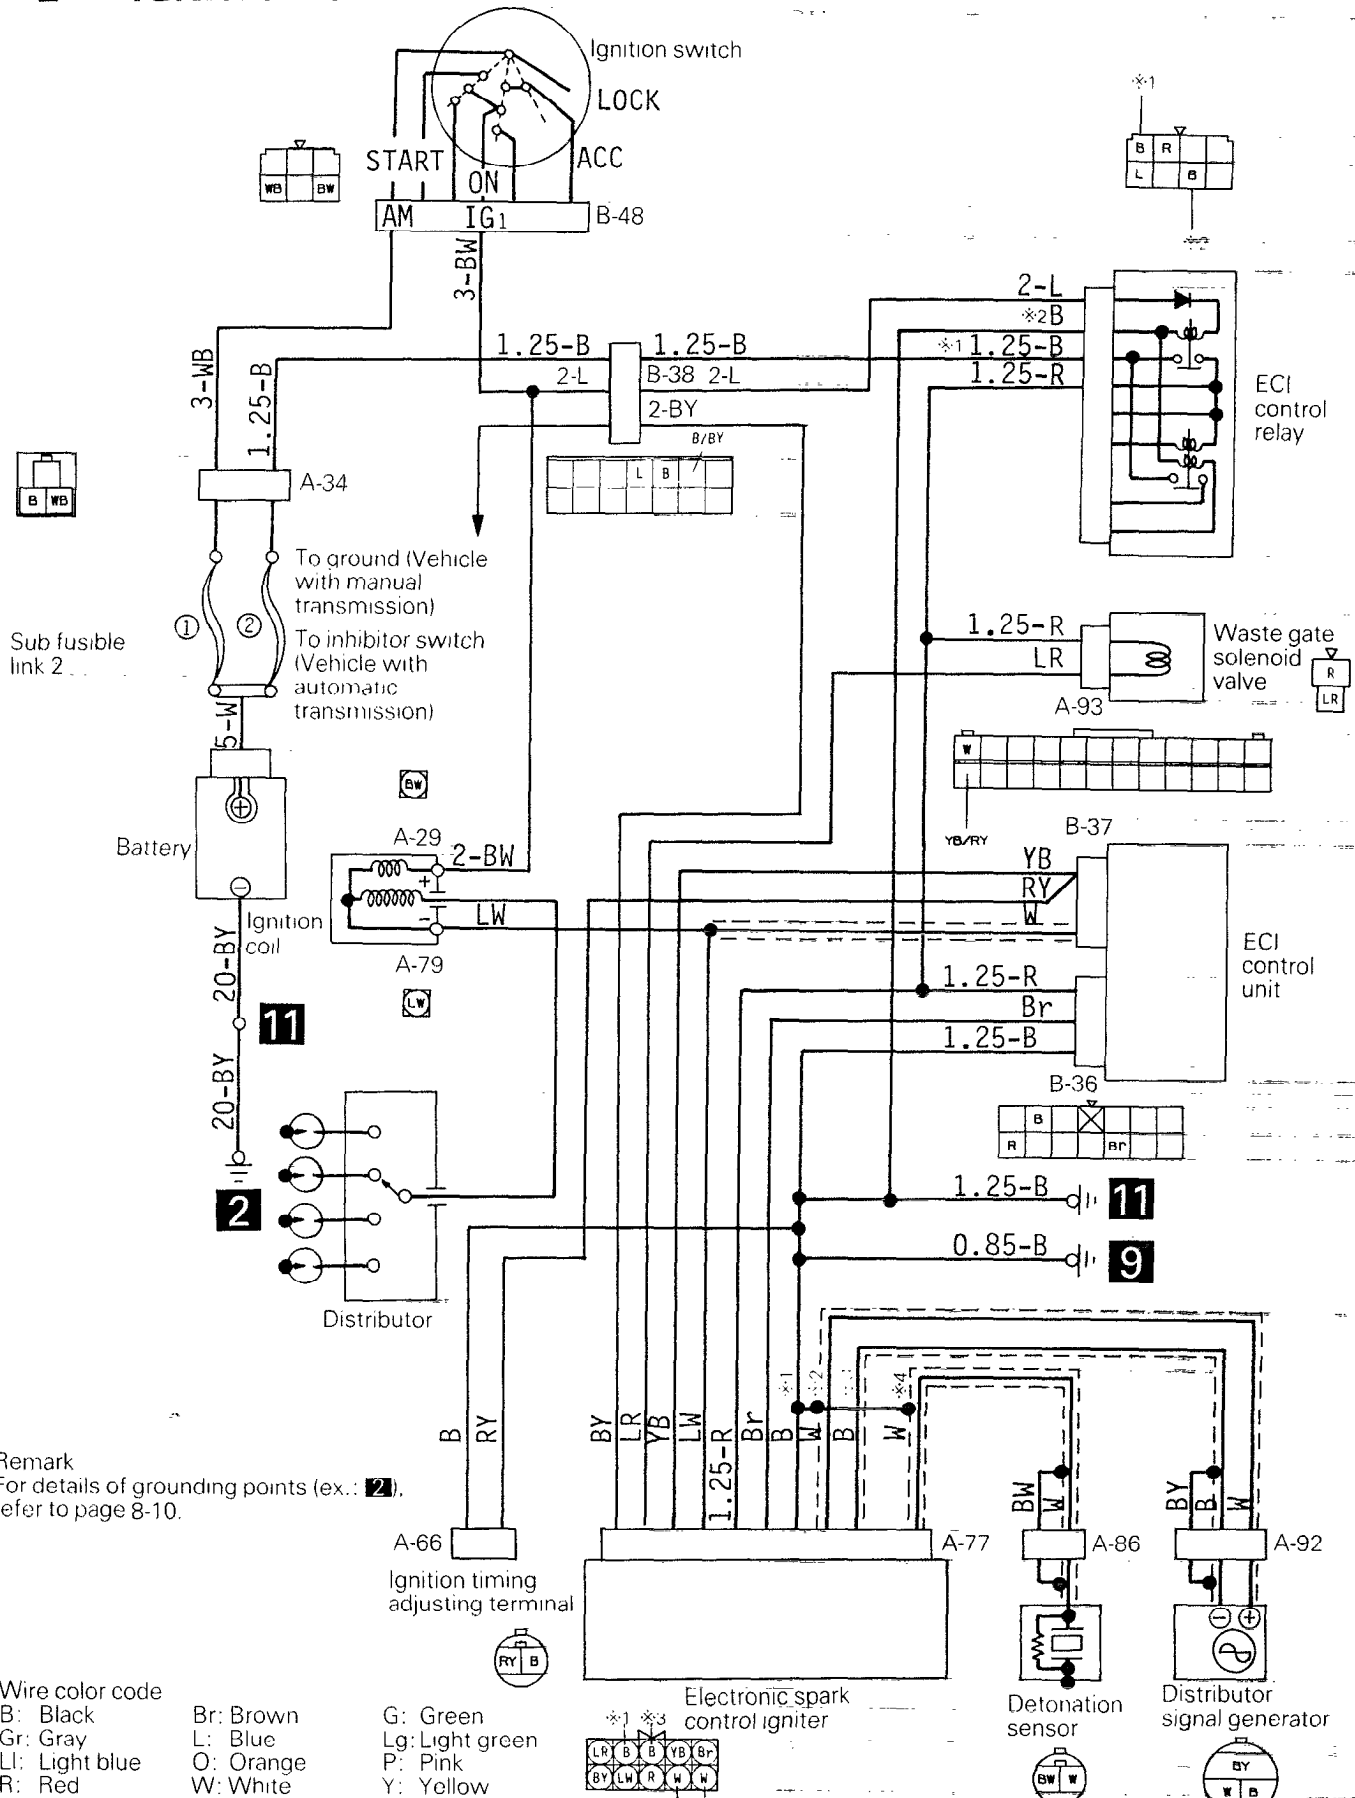 Ignition switch
LOCK
START
ACC
ON
AM IG1
B-48
WB BW
※1
B R
L B
※2
3-BW
2-L
※2B
1.25-B
1.25-B
※1 1.25-B
3-WB
1.25-B
2-L
B-38
2-L
1.25-R
2-BY
B/BY
L B
ECI
control
relay
A-34
B WB
To ground (Vehicle
with manual
transmission)
① ②
Sub fusible
link 2
To inhibitor switch
(Vehicle with
automatic
transmission)
5-W
1.25-R
LR
Waste gate
solenoid
valve
R
LR
A-93
W
YB/RY
BW
Battery
A-29
2-BW
+
-
LW
Ignition
coil
A-79
LW
B-37
YB
RY
W
ECI
control
unit
1.25-R
Br
1.25-B
B-36
B
R Br
20-BY
11
20-BY
2
1.25-B
11
0.85-B
9
Distributor
※1 ※2 ※4
B RY BY LR YB LW 1.25-R Br B W B W BW W BY B W
Remark
For details of grounding points (ex.: 2),
refer to page 8-10.
A-66
A-77
A-86
A-92
Ignition timing
adjusting terminal
RY B
Electronic spark
control igniter
※1 ※3
LR B B YB Br
BY LW R W W
Detonation
sensor
BW W
Distributor
signal generator
BY
W B
Wire color code
B: Black Br: Brown G: Green
Gr: Gray L: Blue Lg: Light green
Ll: Light blue O: Orange P: Pink
R: Red W: White Y: Yellow